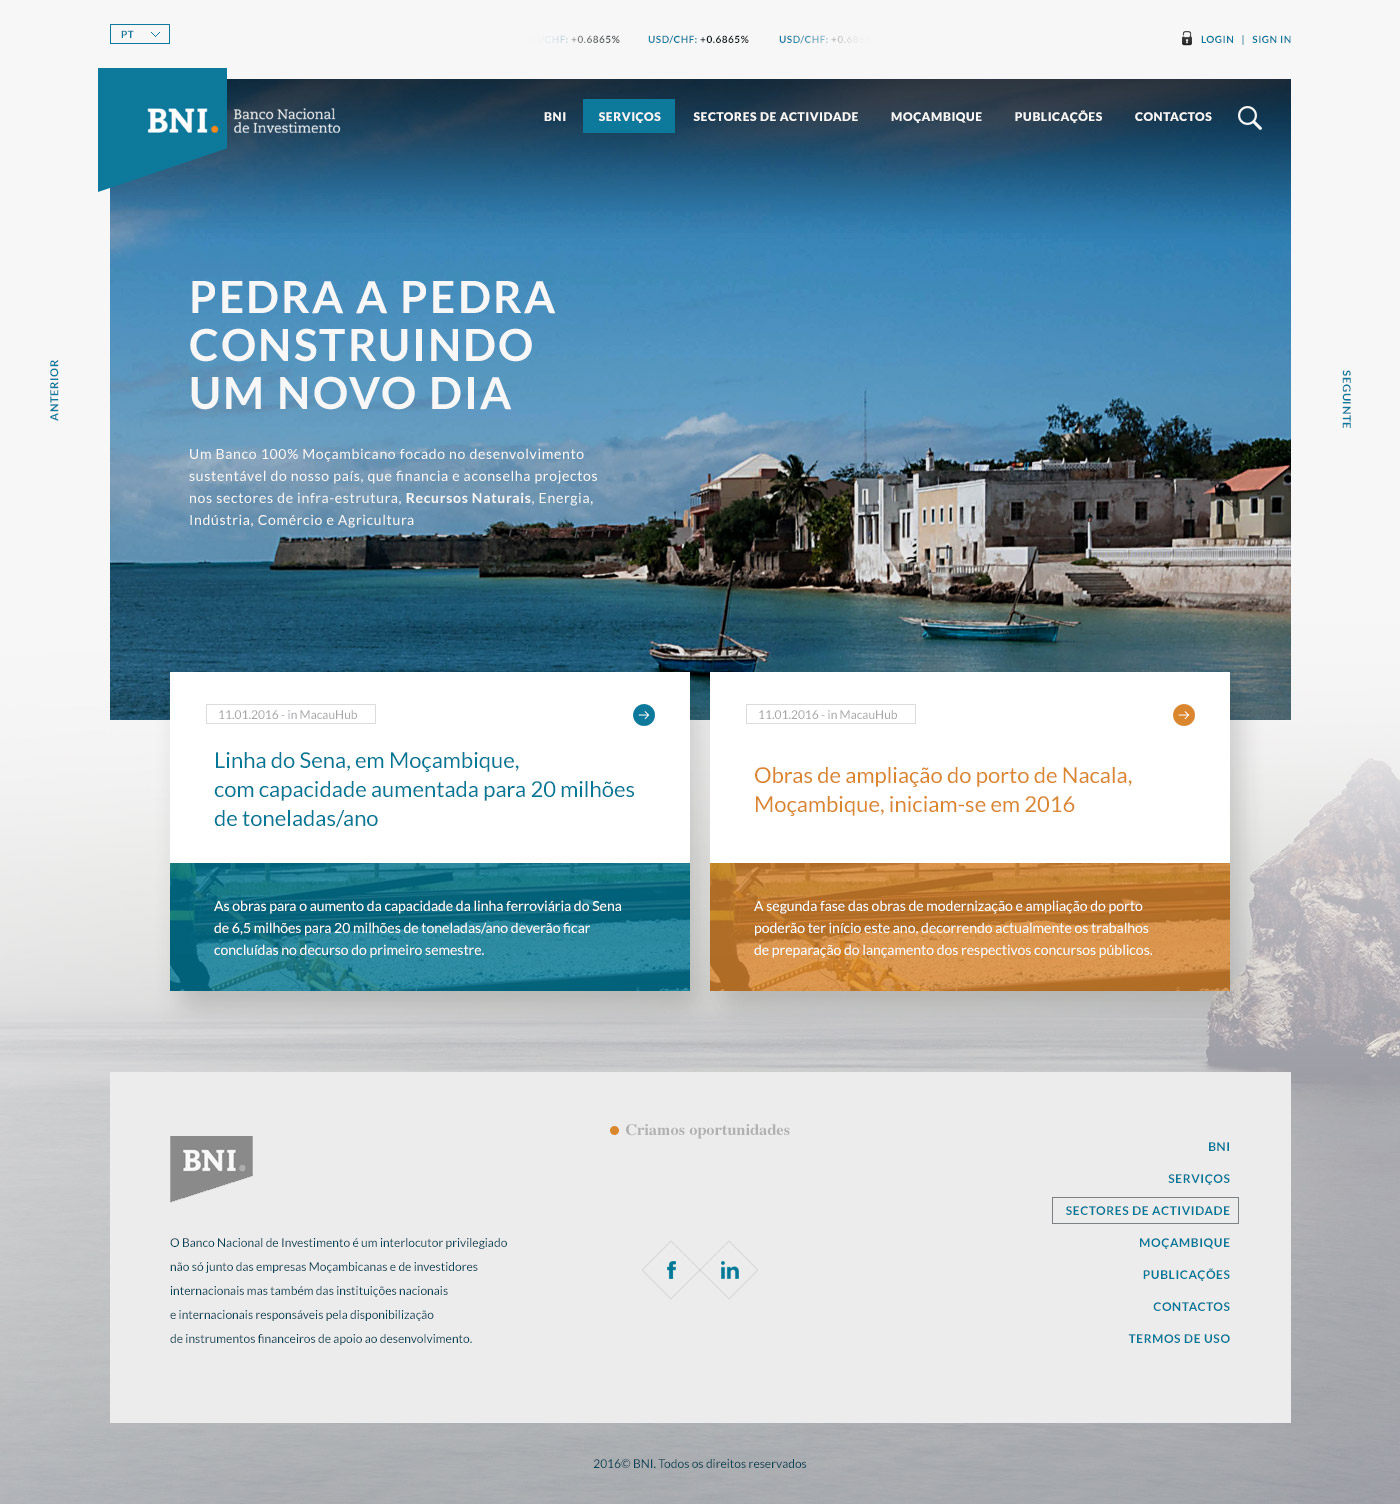 PT
CHF: +0.6865%
USD/CHF: +0.6865%
USD/CHF: +0.6865
LOGIN | SIGN IN
BNI. Banco Nacional
de Investimento
BNI
SERVIÇOS
SECTORES DE ACTIVIDADE
MOÇAMBIQUE
PUBLICAÇÕES
CONTACTOS
PEDRA A PEDRA
CONSTRUINDO
UM NOVO DIA
ANTERIOR
SEGUINTE
Um Banco 100% Moçambicano focado no desenvolvimento
sustentável do nosso país, que financia e aconselha projectos
nos sectores de infra-estrutura, Recursos Naturais, Energia,
Indústria, Comércio e Agricultura
11.01.2016 - in MacauHub
Linha do Sena, em Moçambique,
com capacidade aumentada para 20 milhões
de toneladas/ano
As obras para o aumento da capacidade da linha ferroviária do Sena
de 6,5 milhões para 20 milhões de toneladas/ano deverão ficar
concluídas no decurso do primeiro semestre.
11.01.2016 - in MacauHub
Obras de ampliação do porto de Nacala,
Moçambique, iniciam-se em 2016
A segunda fase das obras de modernização e ampliação do porto
poderão ter início este ano, decorrendo actualmente os trabalhos
de preparação do lançamento dos respectivos concursos públicos.
BNI.
O Banco Nacional de Investimento é um interlocutor privilegiado
não só junto das empresas Moçambicanas e de investidores
internacionais mas também das instituições nacionais
e internacionais responsáveis pela disponibilização
de instrumentos financeiros de apoio ao desenvolvimento.
Criamos oportunidades
f
in
BNI
SERVIÇOS
SECTORES DE ACTIVIDADE
MOÇAMBIQUE
PUBLICAÇÕES
CONTACTOS
TERMOS DE USO
2016© BNI. Todos os direitos reservados